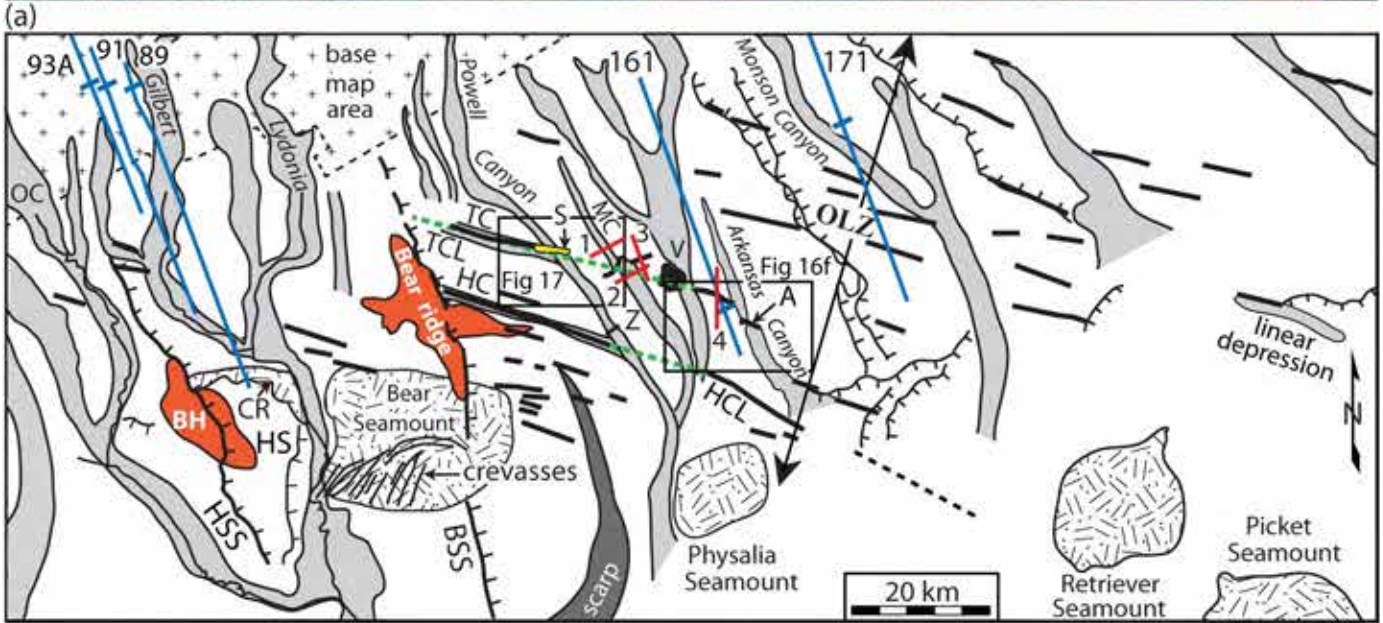 (a)
93A
91
89
Gilbert
Lydonia
base
map
area
Powell
Canyon
161
Monson Canyon
171
OLZ
OC
TC
TCL
HC
S
1
MC
3
2
V
Fig 17
Z
Arkansas
Canyon
Fig 16f
A
4
Bear ridge
linear
depression
N
BH
CR
HS
Bear
Seamount
crevasses
HCL
HSS
BSS
scarp
Physalia
Seamount
20 km
Retriever
Seamount
Picket
Seamount